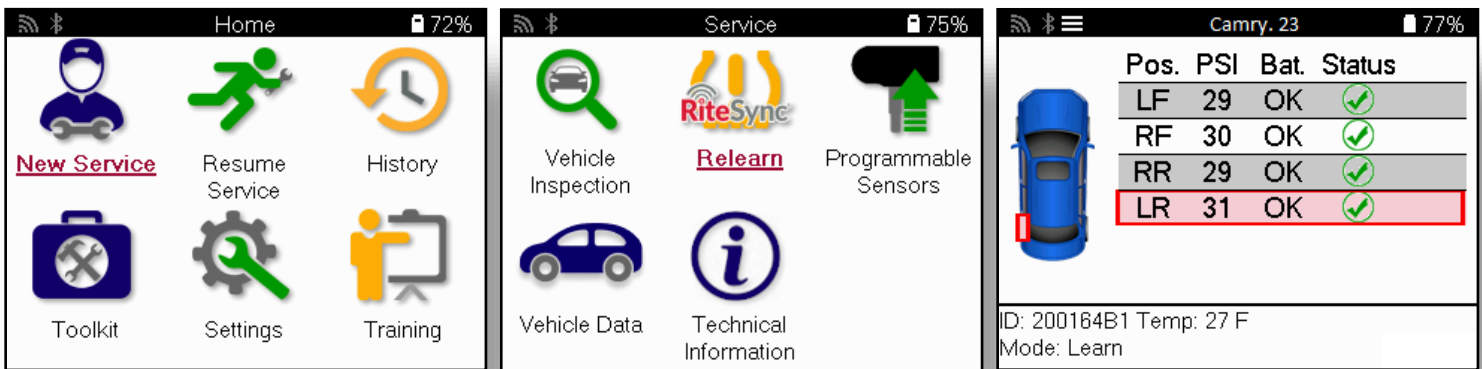 Home 72%
New Service
Resume
Service
History
Toolkit
Settings
Training
Service 75%
Vehicle
Inspection
RiteSync
Relearn
Programmable
Sensors
Vehicle Data
i
Technical
Information
Camry. 23 77%
Pos. PSI Bat. Status
LF 29 OK
RF 30 OK
RR 29 OK
LR 31 OK
ID: 200164B1 Temp: 27 F
Mode: Learn